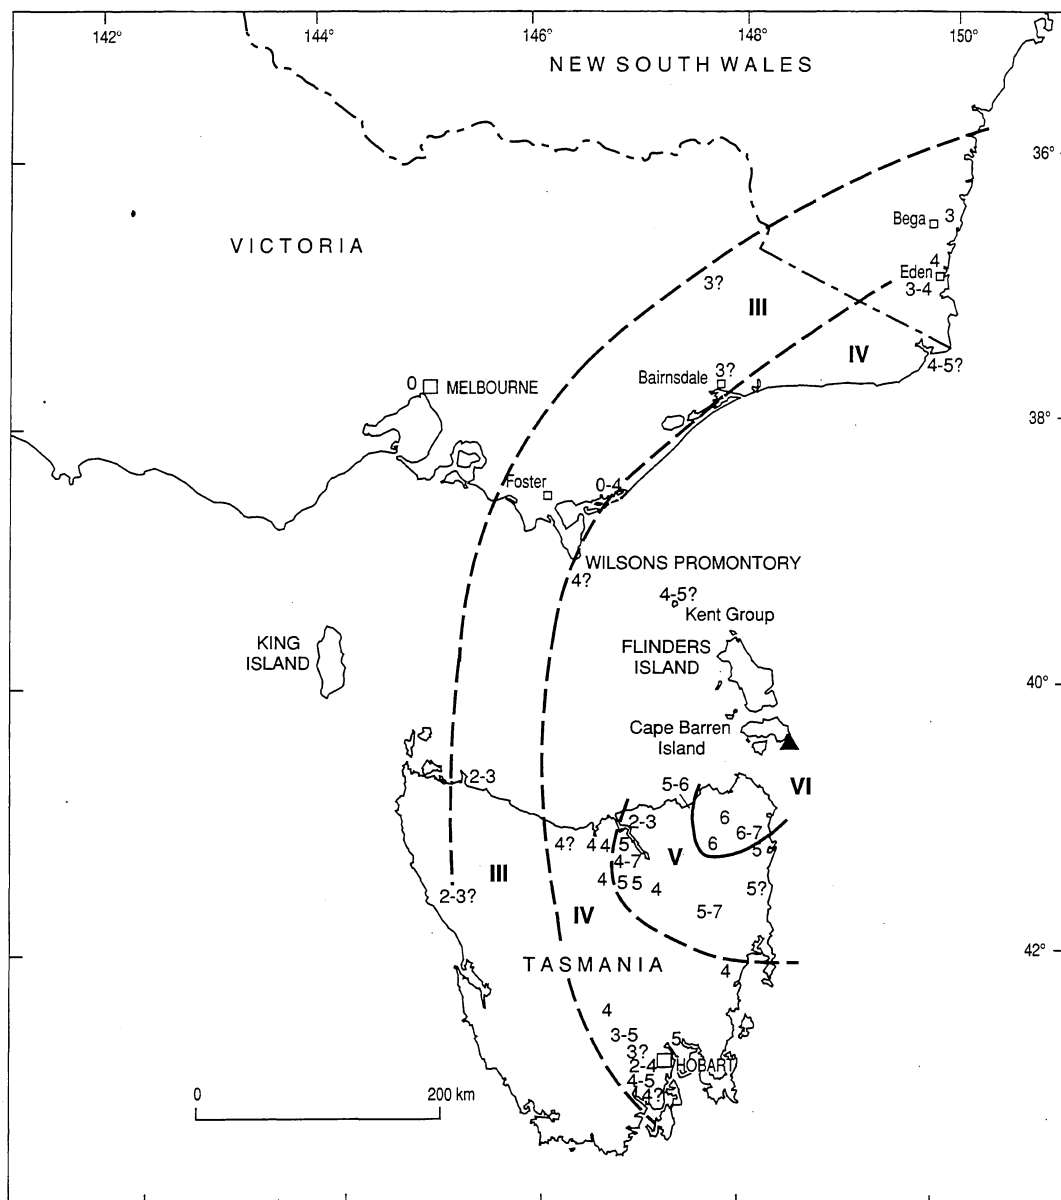 142° 144° 146° 148° 150°
NEW SOUTH WALES
36°
Bega 3
VICTORIA
4
Eden
3-4
3?
III
IV
4-5?
3?
Bairnsdale
0 MELBOURNE
38°
Foster
0-4
WILSONS PROMONTORY
4?
4-5?
Kent Group
KING
ISLAND
FLINDERS
ISLAND
40°
Cape Barren
Island
2-3
5-6
VI
2-3
6
6-7
4? 4 4 5
6
5
V
4-7
III
4 5 5
4
5?
2-3?
5-7
IV
42°
TASMANIA
4
4
3-5
5
3?
2-4 HOBART
4-5
4?
0 200 km